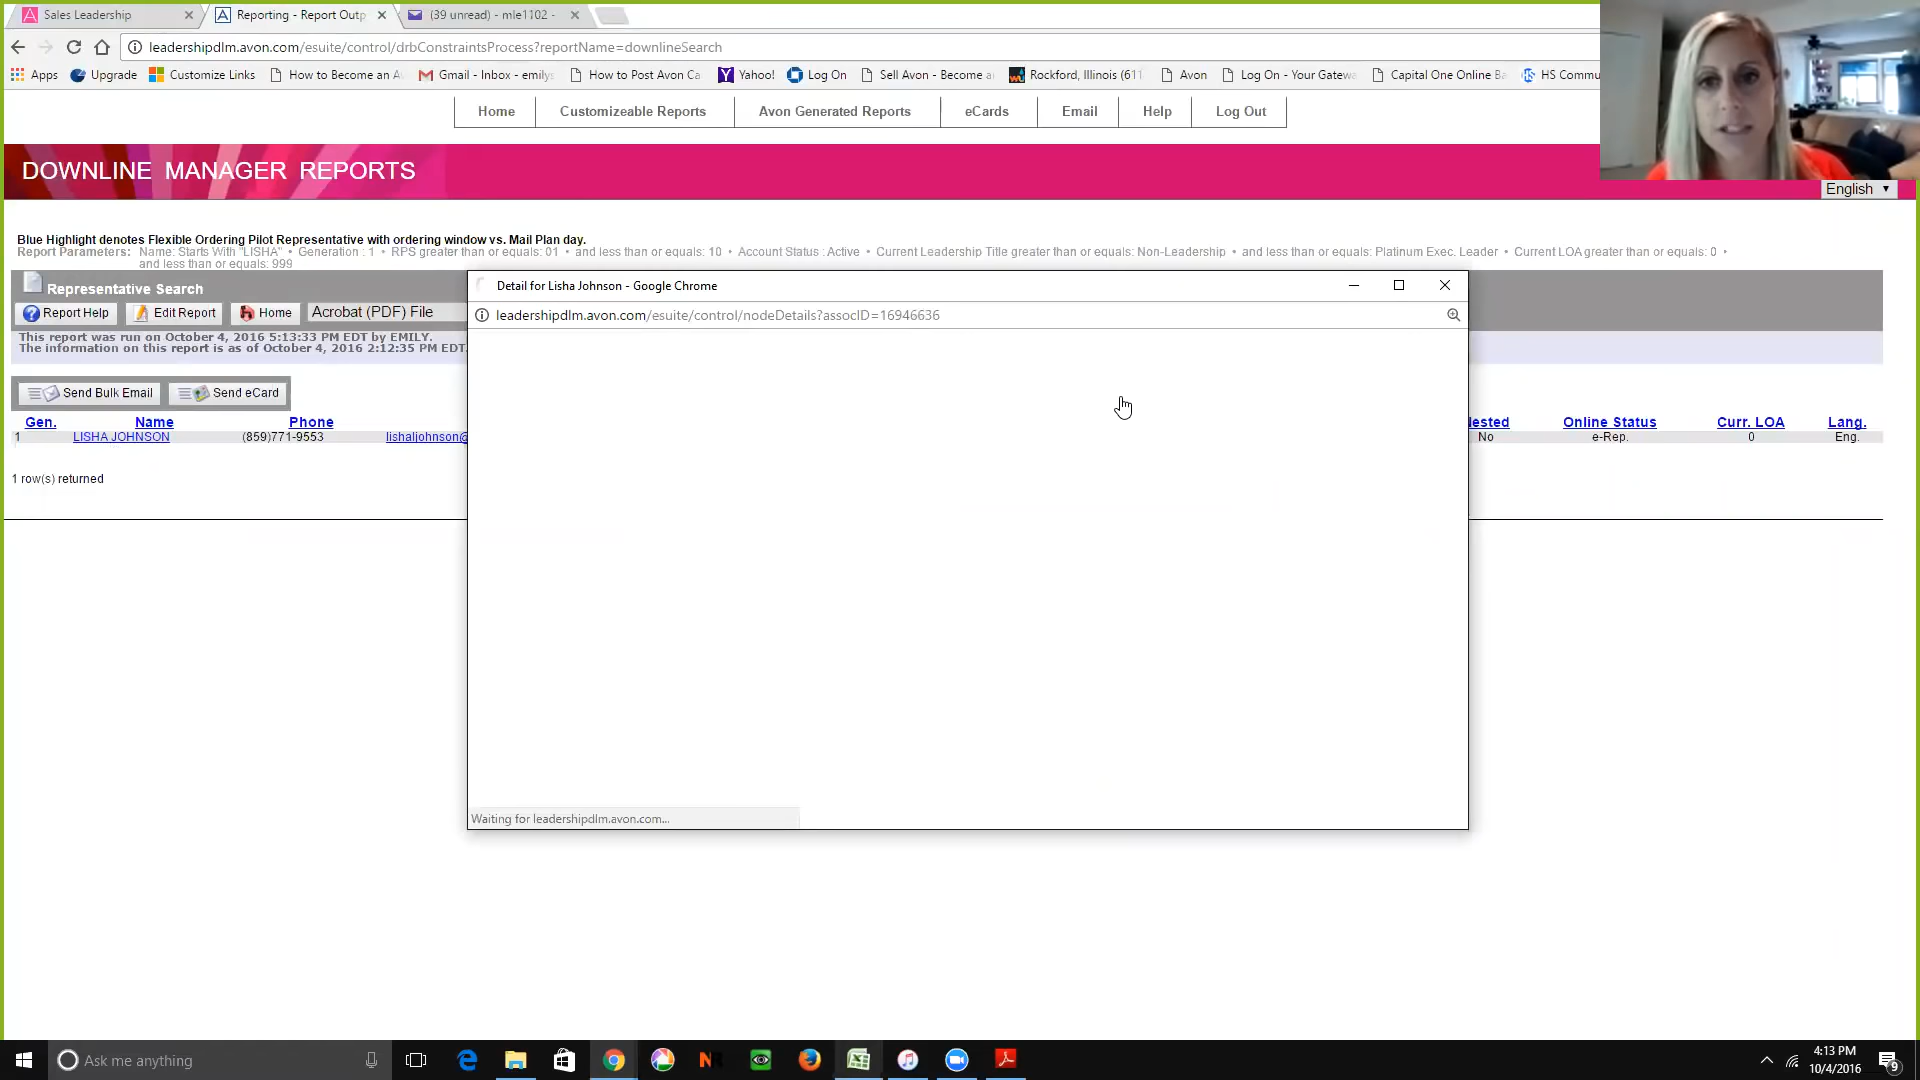 Sales Leadership
Reporting - Report Outp
(39 unread) - mle1102 -
leadershipdlm.avon.com/esuite/control/drbConstraintsProcess?reportName=downlineSearch
Apps
Upgrade
Customize Links
How to Become an A
Gmail - Inbox - emilys
How to Post Avon Ca
Yahoo!
Log On
Sell Avon - Become a
Rockford, Illinois (611
Avon
Log On - Your Gatew
Capital One Online Ba
HS Commu
Home
Customizeable Reports
Avon Generated Reports
eCards
Email
Help
Log Out
DOWNLINE MANAGER REPORTS
English
Blue Highlight denotes Flexible Ordering Pilot Representative with ordering window vs. Mail Plan day.
Report Parameters: Name: Starts With "LISHA" • Generation : 1 • RPS greater than or equals: 01 • and less than or equals: 10 • Account Status : Active • Current Leadership Title greater than or equals: Non-Leadership • and less than or equals: Platinum Exec. Leader • Current LOA greater than or equals: 0 •
and less than or equals: 999
Representative Search
Report Help
Edit Report
Home
Acrobat (PDF) File
This report was run on October 4, 2016 5:13:33 PM EDT by EMILY.
The information on this report is as of October 4, 2016 2:12:35 PM EDT.
Send Bulk Email
Send eCard
Gen. Name Phone ested Online Status Curr. LOA Lang.
1 LISHA JOHNSON (859)771-9553 lishaljohnson@ No e-Rep. 0 Eng.
1 row(s) returned
Detail for Lisha Johnson - Google Chrome
leadershipdlm.avon.com/esuite/control/nodeDetails?assocID=16946636
Waiting for leadershipdlm.avon.com...
Ask me anything
4:13 PM
10/4/2016
9